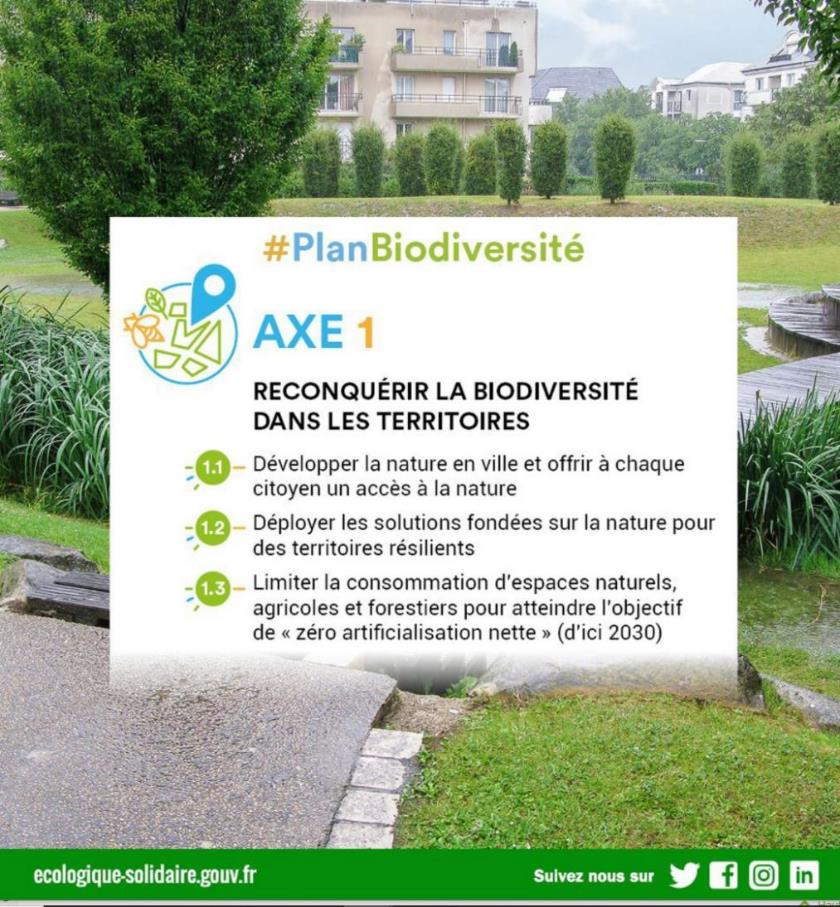 #PlanBiodiversité
AXE 1
RECONQUÉRIR LA BIODIVERSITÉ
DANS LES TERRITOIRES
1.1 Développer la nature en ville et offrir à chaque
citoyen un accès à la nature
1.2 Déployer les solutions fondées sur la nature pour
des territoires résilients
1.3 Limiter la consommation d'espaces naturels,
agricoles et forestiers pour atteindre l'objectif
de « zéro artificialisation nette » (d'ici 2030)
ecologique-solidaire.gouv.fr
Suivez nous sur